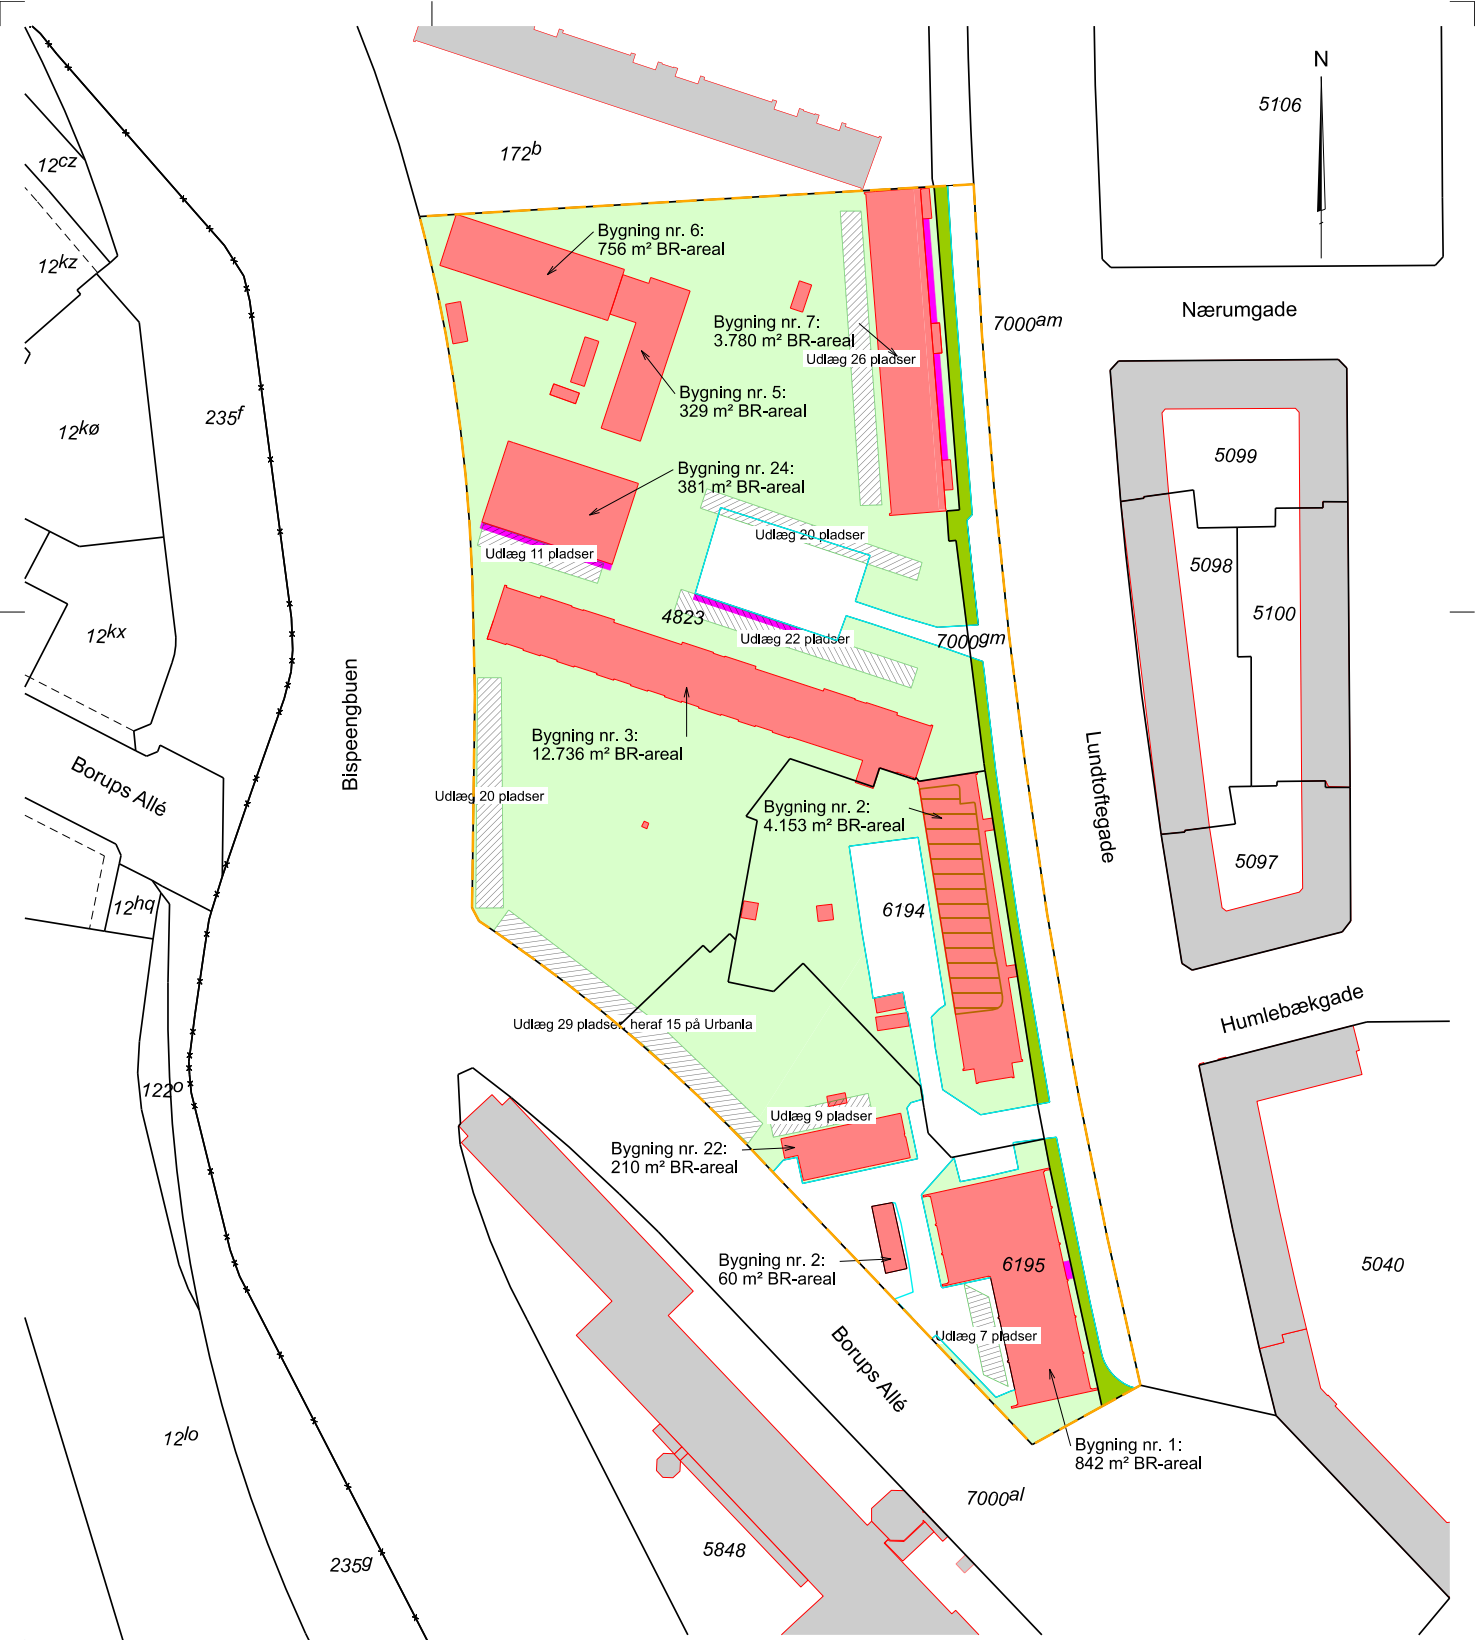 N
5106
172b
12cz
Bygning nr. 6:
756 m² BR-areal
12kz
Nærumgade
7000am
Bygning nr. 7:
3.780 m² BR-areal
Udlæg 26 pladser
Bygning nr. 5:
329 m² BR-areal
235f
12kø
5099
Bygning nr. 24:
381 m² BR-areal
Udlæg 20 pladser
Udlæg 11 pladser
5098
5100
4823
12kx
Udlæg 22 pladser
7000gm
Bispeengbuen
Bygning nr. 3:
12.736 m² BR-areal
Lundtoftegade
Borups Allé
Udlæg 20 pladser
Bygning nr. 2:
4.153 m² BR-areal
5097
12hq
6194
Humlebækgade
Udlæg 29 pladser, heraf 15 på Urbanla
122o
Udlæg 9 pladser
Bygning nr. 22:
210 m² BR-areal
Bygning nr. 2:
60 m² BR-areal
6195
5040
Udlæg 7 pladser
Borups Allé
12lo
Bygning nr. 1:
842 m² BR-areal
7000al
5848
235g